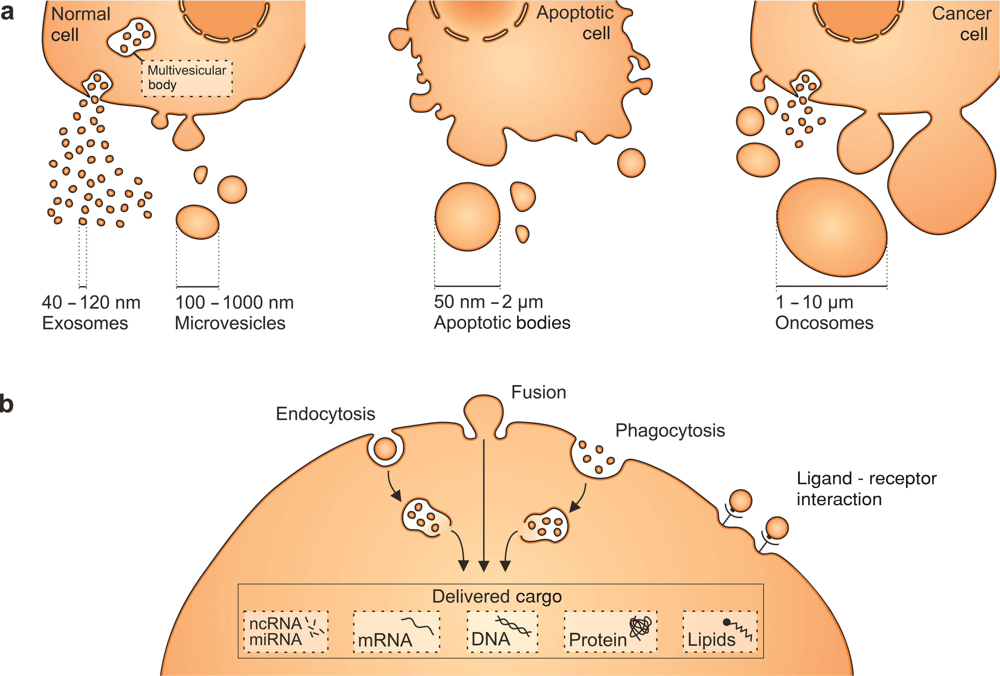 a
Normal
cell
Multivesicular
body
Apoptotic
cell
Cancer
cell
40 – 120 nm
Exosomes
100 – 1000 nm
Microvesicles
50 nm – 2 µm
Apoptotic bodies
1 – 10 µm
Oncosomes
b
Endocytosis
Fusion
Phagocytosis
Ligand - receptor
interaction
Delivered cargo
ncRNA
miRNA
mRNA
DNA
Protein
Lipids